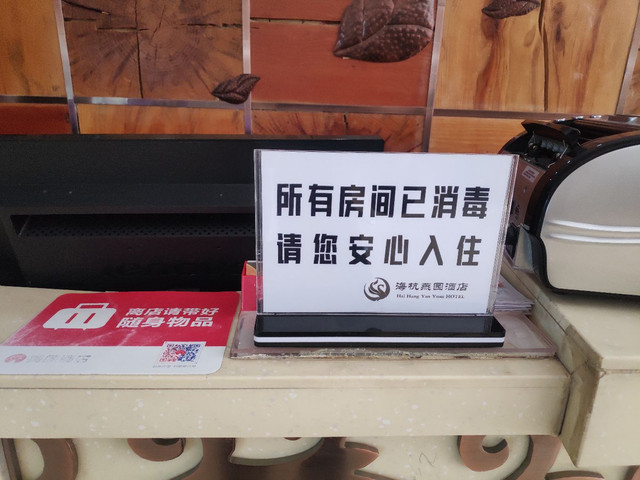 所有房间已消毒
请您安心入住
海杭燕园酒店
Hai Hang Yan Yuan HOTEL
离店请带好
随身物品